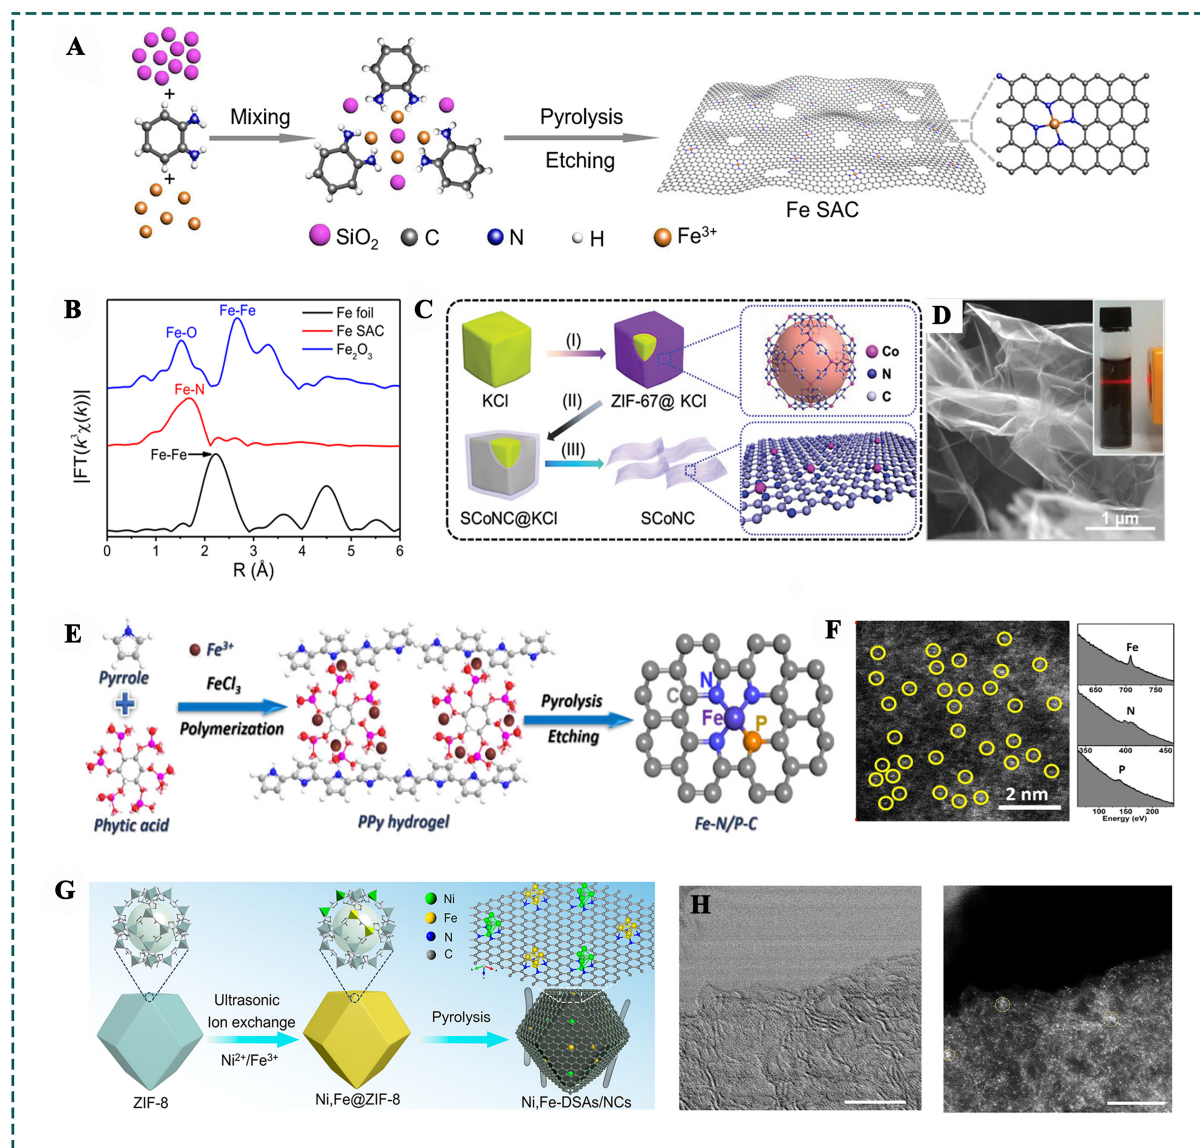 A
+
+
Mixing
Pyrolysis
Etching
Fe SAC
SiO₂
C
N
H
Fe³⁺
B
|FT(k³χ(k))|
Fe-Fe
Fe-O
Fe-N
Fe-Fe
Fe foil
Fe SAC
Fe₂O₃
0 1 2 3 4 5 6
R (Å)
C
KCl
(I)
ZIF-67@ KCl
(II)
(III)
SCoNC@KCl
SCoNC
Co
N
C
D
1 μm
E
Pyrrole
Phytic acid
Fe³⁺
FeCl₃
Polymerization
PPy hydrogel
Pyrolysis
Etching
N
C
Fe
P
Fe-N/P-C
F
2 nm
Fe
650 700 750
N
350 400 450
P
100 150 200
Energy (eV)
G
ZIF-8
Ultrasonic
Ion exchange
Ni²⁺/Fe³⁺
Ni,Fe@ZIF-8
Pyrolysis
Ni
Fe
N
C
Ni,Fe-DSAs/NCs
H